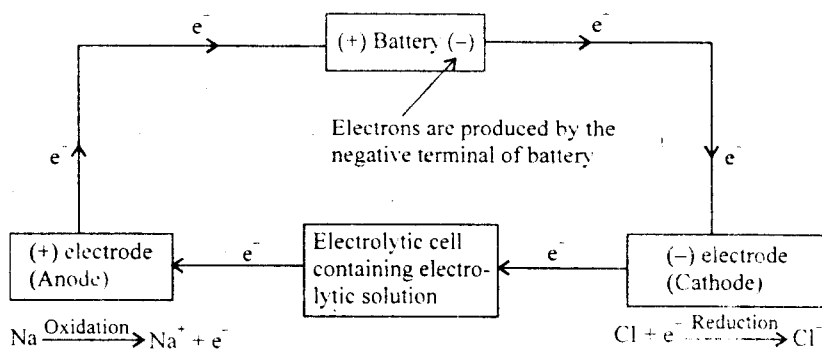 e⁻ (+) Battery (–) e⁻
Electrons are produced by the
negative terminal of battery
e⁻ e⁻
(+) electrode
(Anode)
e⁻
Electrolytic cell
containing electro-
lytic solution
e⁻
(–) electrode
(Cathode)
Na Oxidation→ Na⁺ + e⁻
Cl + e⁻ Reduction→ Cl⁻